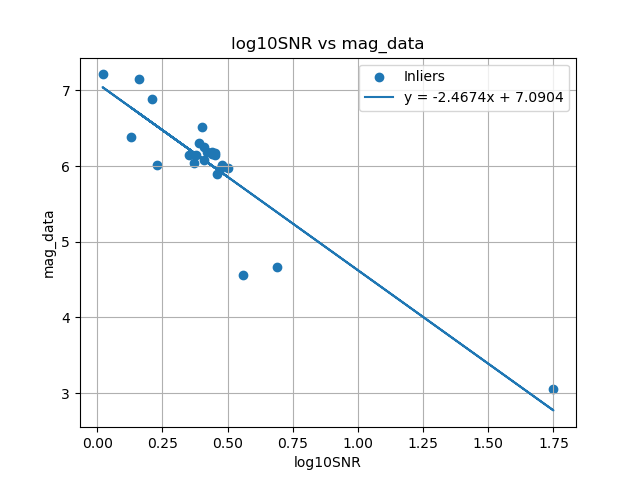 log10SNR vs mag_data
Inliers
y = -2.4674x + 7.0904
7
6
5
4
3
mag_data
0.00 0.25 0.50 0.75 1.00 1.25 1.50 1.75
log10SNR